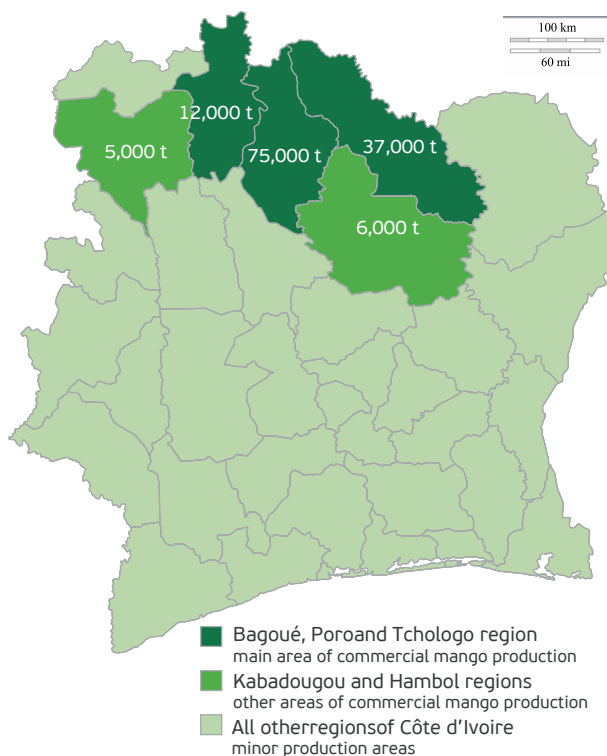 100 km
60 mi
12,000 t
5,000 t
75,000 t
37,000 t
6,000 t
Bagoué, Poroand Tchologo region
main area of commercial mango production
Kabadougou and Hambol regions
other areas of commercial mango production
All otherregionsof Côte d'Ivoire
minor production areas